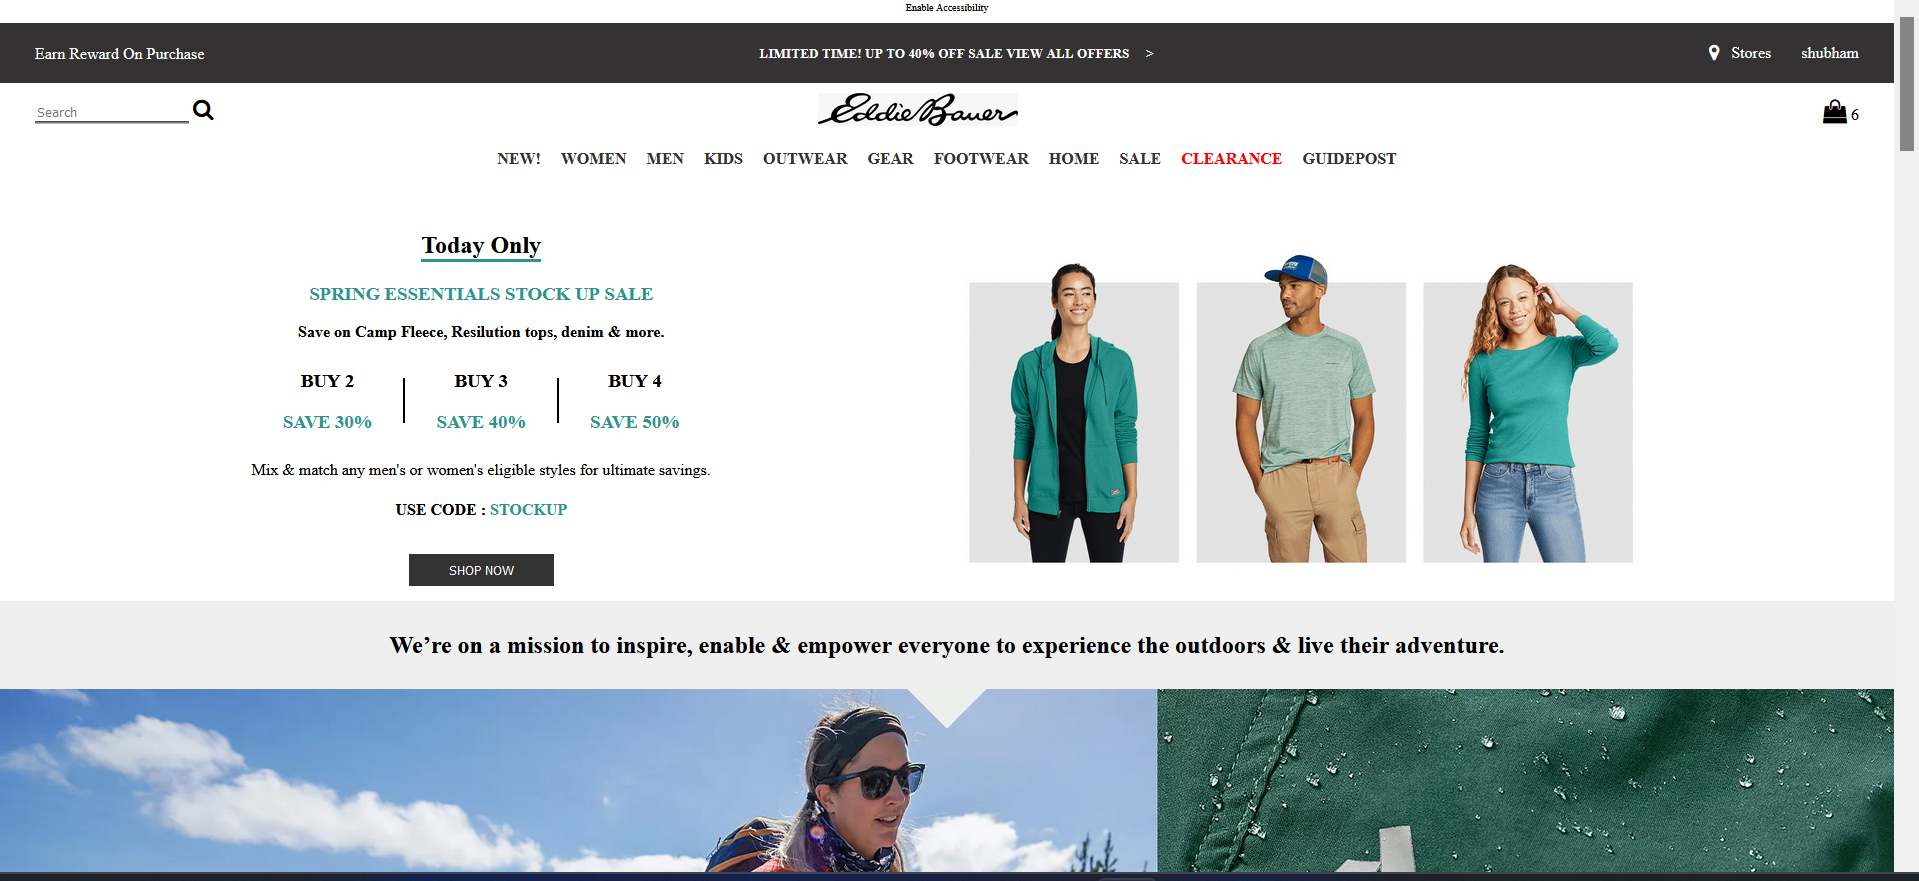 Enable Accessibility
Earn Reward On Purchase
LIMITED TIME! UP TO 40% OFF SALE VIEW ALL OFFERS >
Stores
shubham
Search
Eddie Bauer
6
NEW! WOMEN MEN KIDS OUTWEAR GEAR FOOTWEAR HOME SALE CLEARANCE GUIDEPOST
Today Only
SPRING ESSENTIALS STOCK UP SALE
Save on Camp Fleece, Resilution tops, denim & more.
BUY 2 BUY 3 BUY 4
SAVE 30% SAVE 40% SAVE 50%
Mix & match any men's or women's eligible styles for ultimate savings.
USE CODE : STOCKUP
SHOP NOW
We’re on a mission to inspire, enable & empower everyone to experience the outdoors & live their adventure.